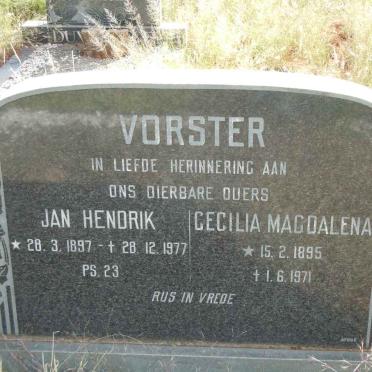 VORSTER
IN LIEFDE HERINNERING AAN
ONS DIERBARE OUERS
JAN HENDRIK
★ 28.3.1897 - ✝ 28.12.1977
PS. 23
CECILIA MAGDALENA
★ 15.2.1895
✝ 1.6.1971
RUS IN VREDE